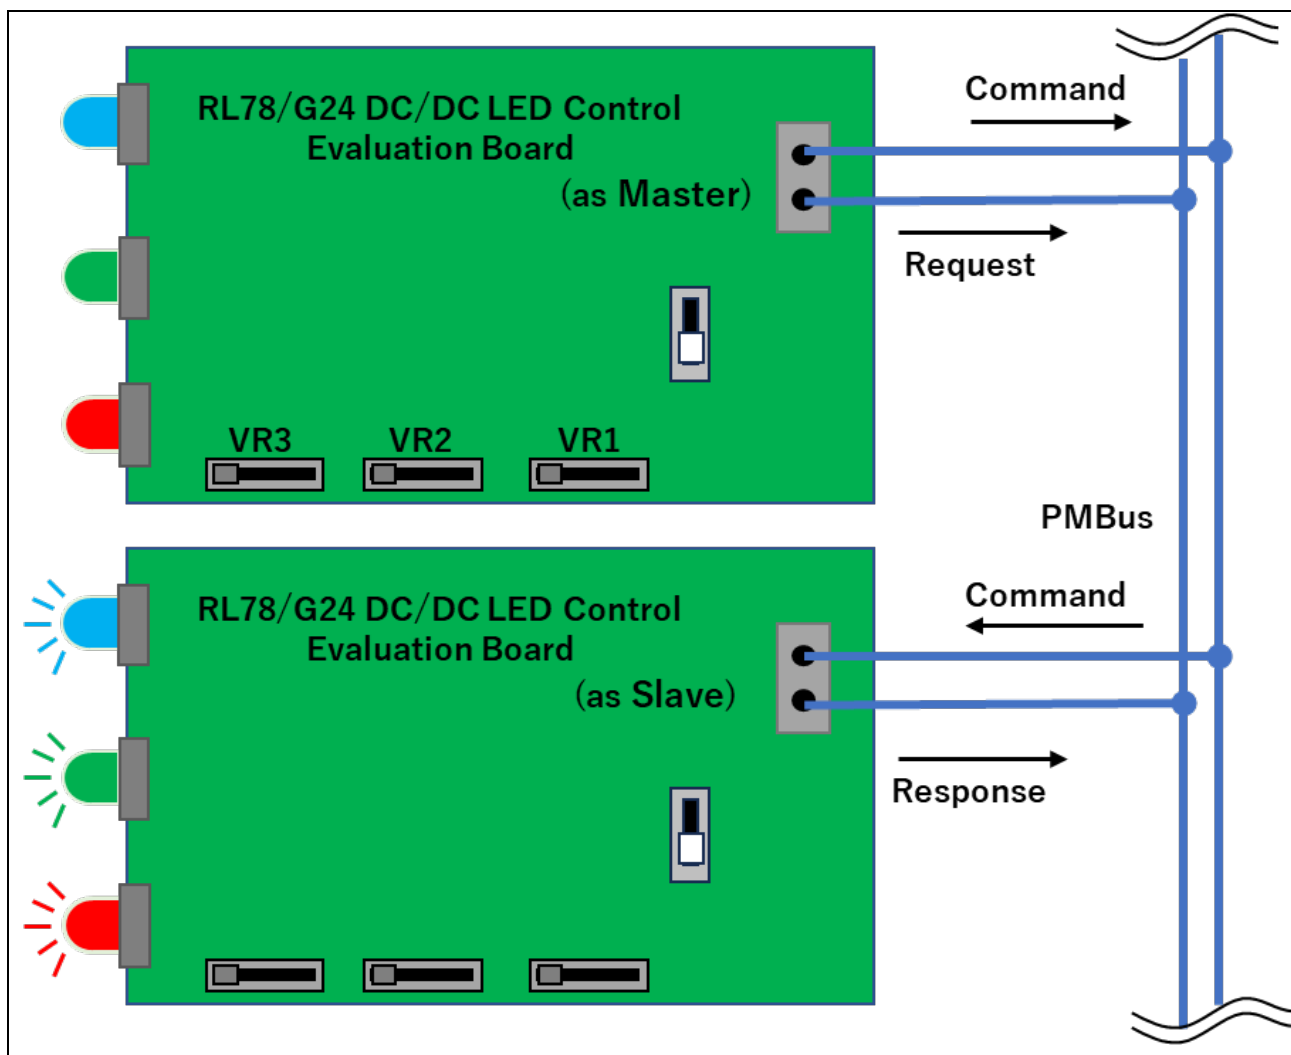 RL78/G24 DC/DC LED Control
Evaluation Board
(as Master)
Command
Request
VR3
VR2
VR1
PMBus
RL78/G24 DC/DC LED Control
Evaluation Board
(as Slave)
Command
Response